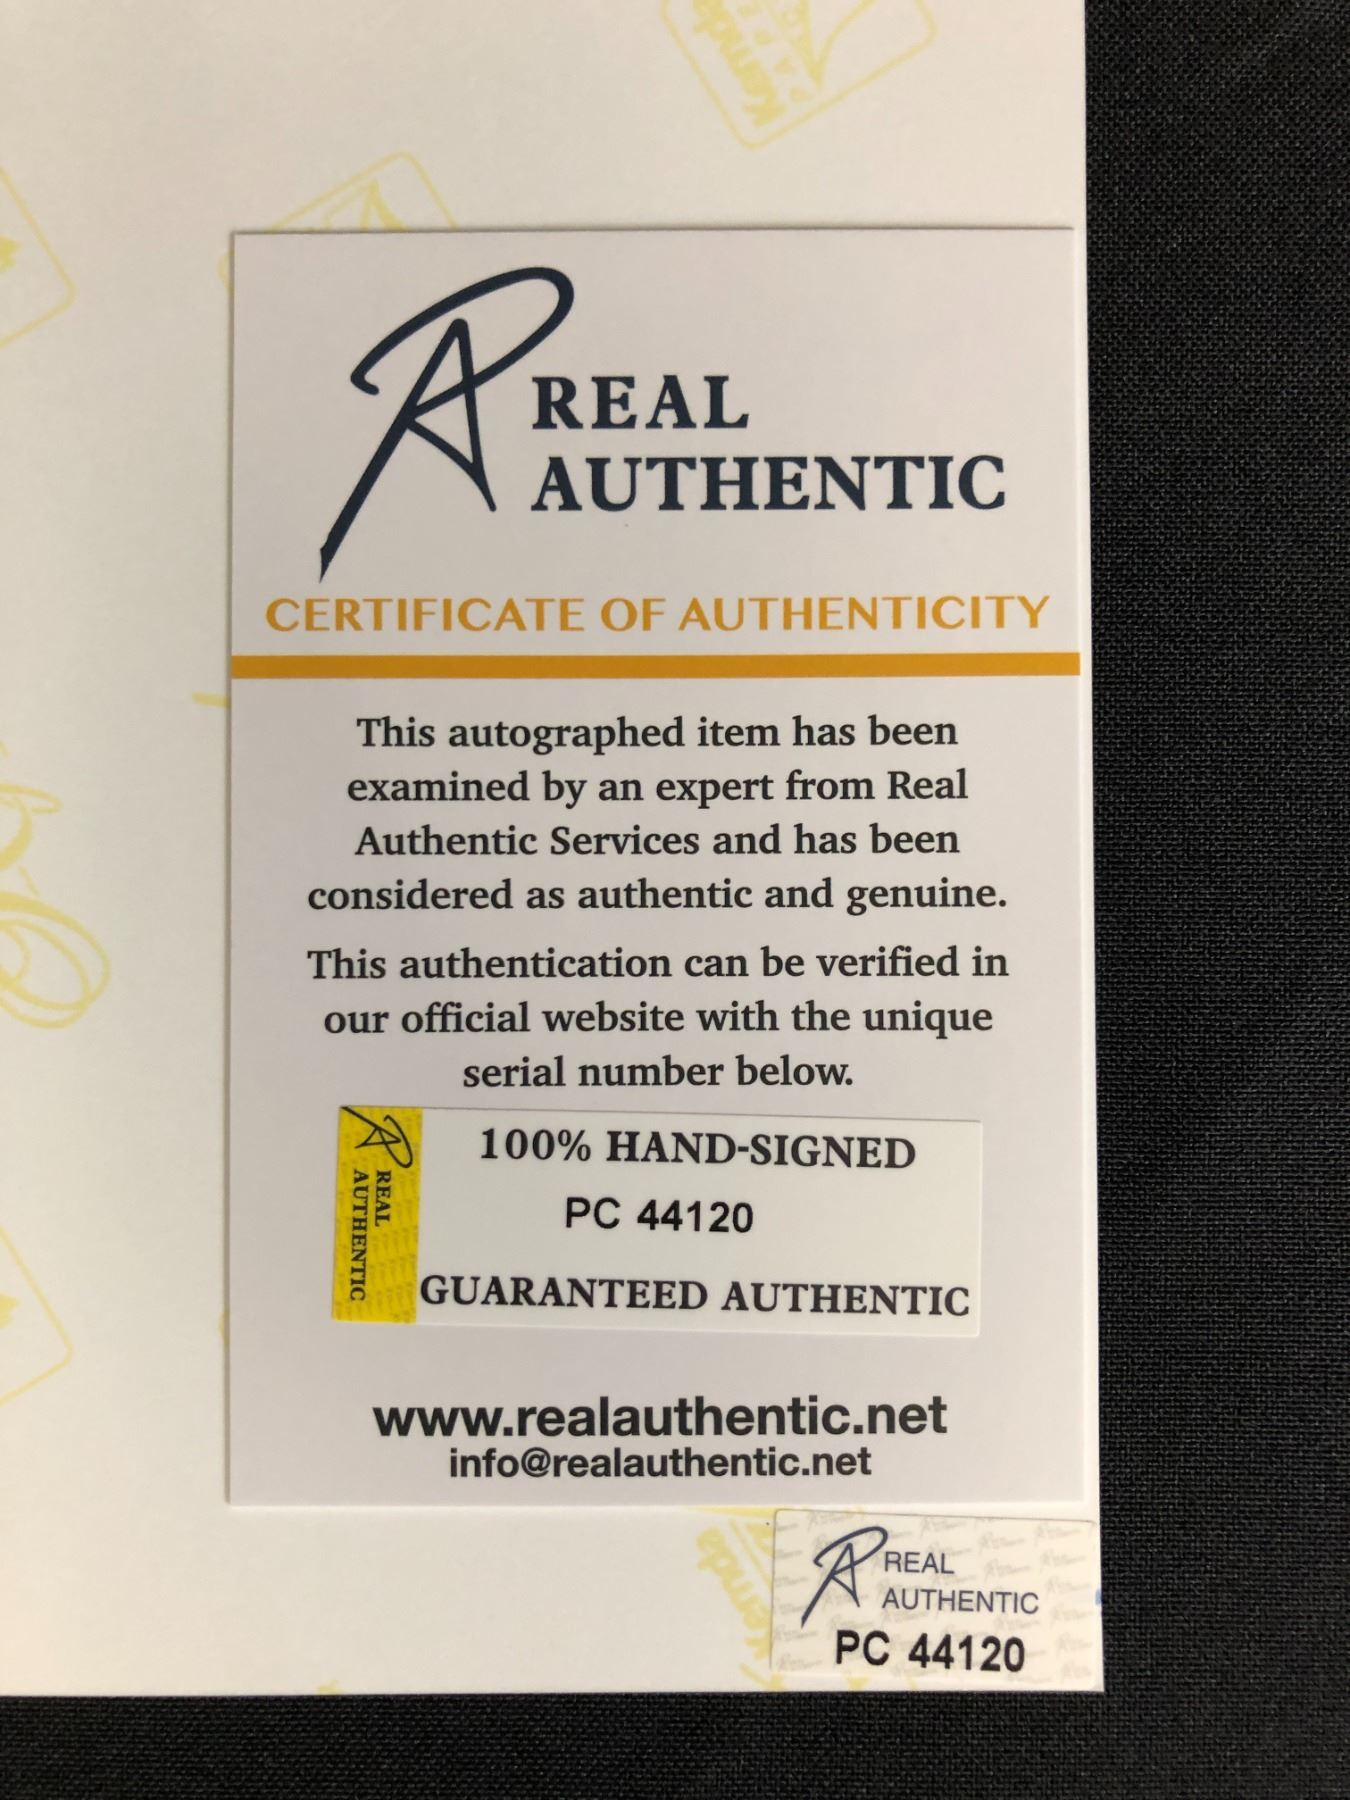 Kenda
PAPE
REAL
AUTHENTIC
CERTIFICATE OF AUTHENTICITY
This autographed item has been
examined by an expert from Real
Authentic Services and has been
considered as authentic and genuine.
This authentication can be verified in
our official website with the unique
serial number below.
REAL
AUTHENTIC
100% HAND-SIGNED
PC 44120
GUARANTEED AUTHENTIC
www.realauthentic.net
info@realauthentic.net
Kemda
REAL
AUTHENTIC
PC 44120